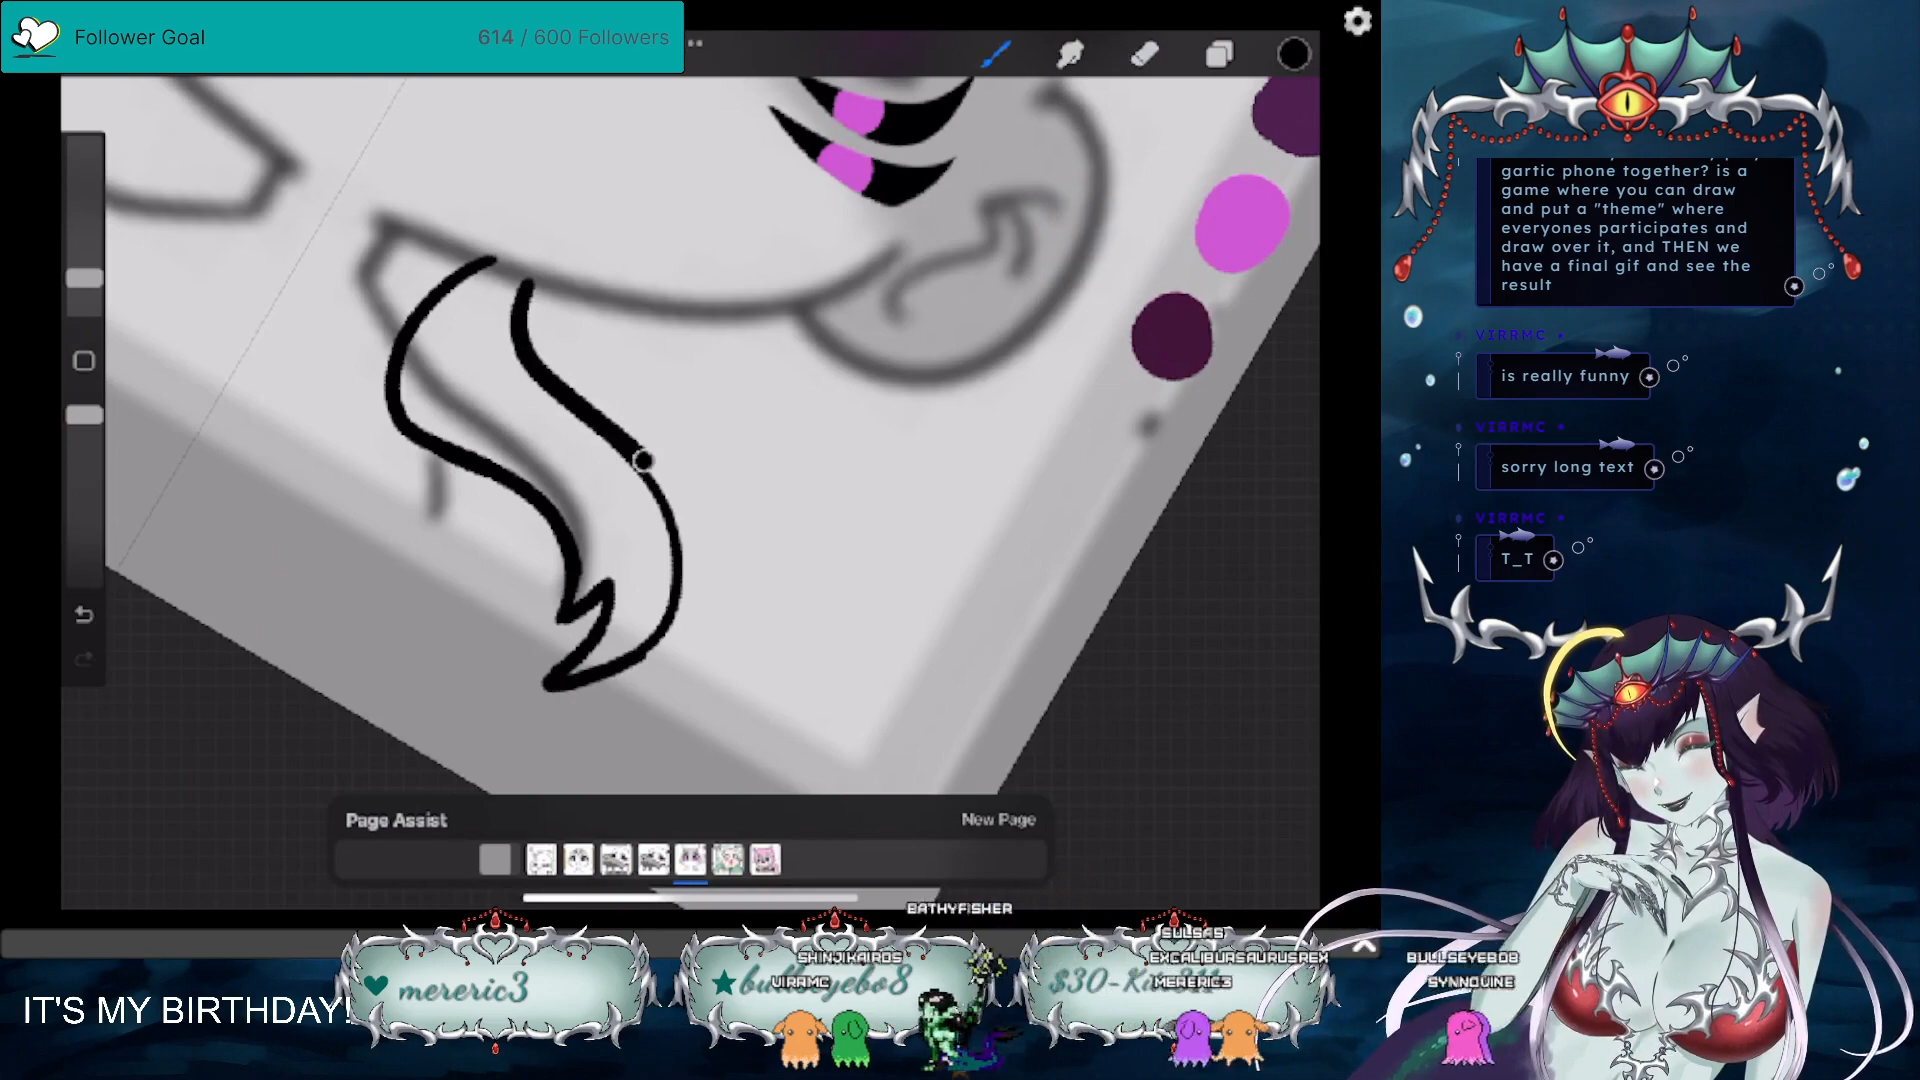 Follower Goal
614 / 600 Followers
gartic phone together? is a
game where you can draw
and put a "theme" where
everyones participates and
draw over it, and THEN we
have a final gif and see the
result
VIRRMC
is really funny
VIRRMC
sorry long text
VIRRMC
T_T
Page Assist
New Page
BATHYFISHER
SULSAS
SHINJIKAIROS
EXCALIBURSAURUSREX
BULLSEYEBO8
VIRRMC
MERERIC3
SYNNOUINE
mereric3
bullseyebo8
IT'S MY BIRTHDAY!